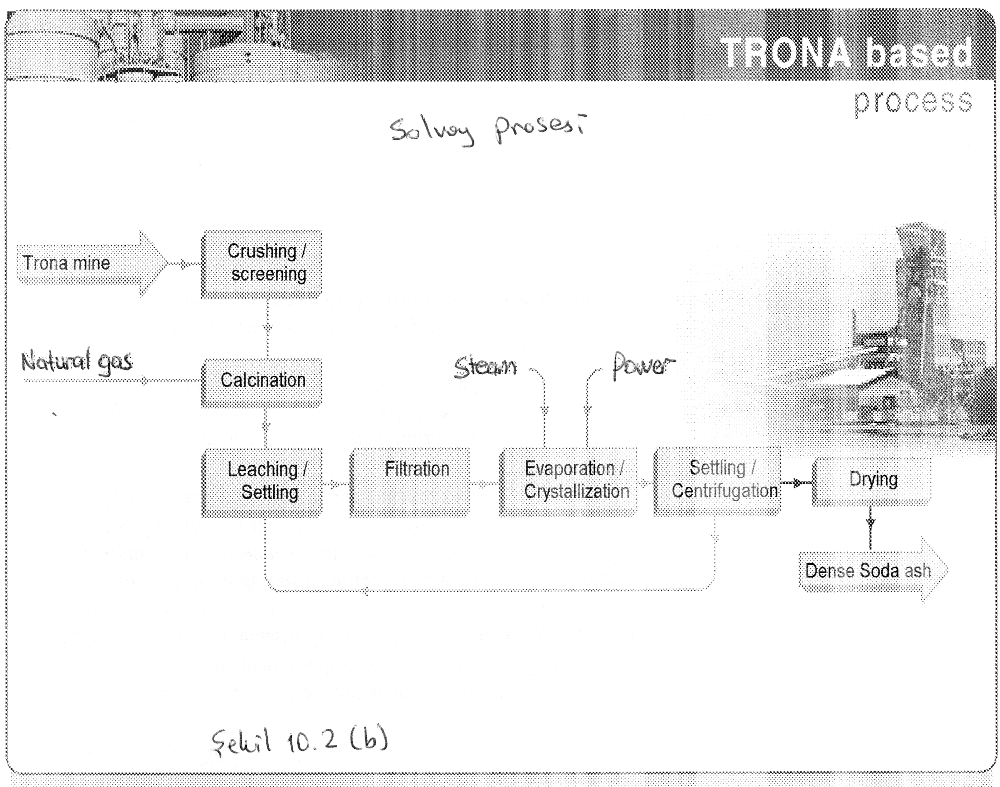 TRONA based
process
Solvay prosesi
Trona mine
Crushing /
screening
Natural gas
Calcination
Steam
Power
Leaching /
Settling
Filtration
Evaporation /
Crystallization
Settling /
Centrifugation
Drying
Dense Soda ash
Şekil 10.2 (b)